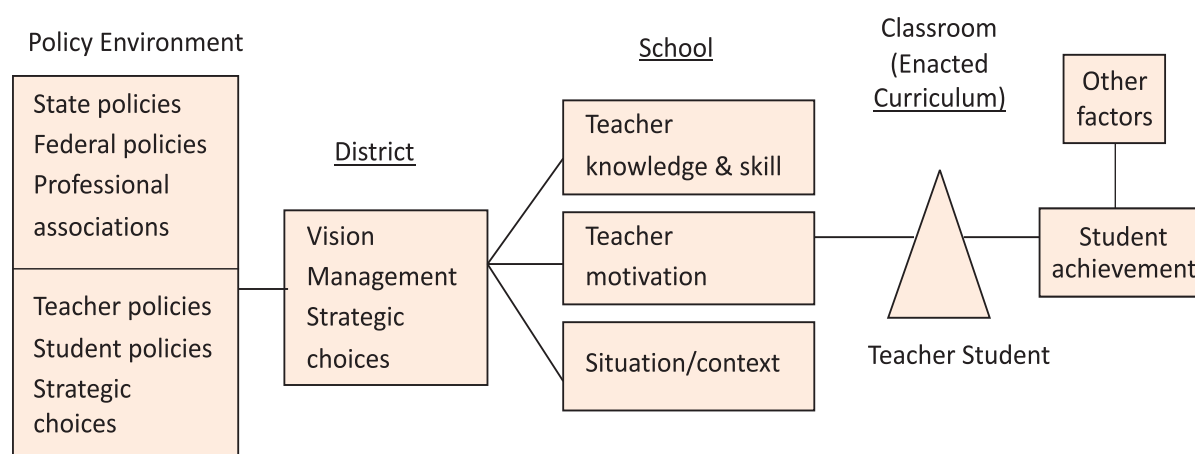 Policy Environment
State policies
Federal policies
Professional
associations
Teacher policies
Student policies
Strategic
choices
District
Vision
Management
Strategic
choices
School
Teacher
knowledge & skill
Teacher
motivation
Situation/context
Classroom
(Enacted
Curriculum)
Teacher Student
Other
factors
Student
achievement